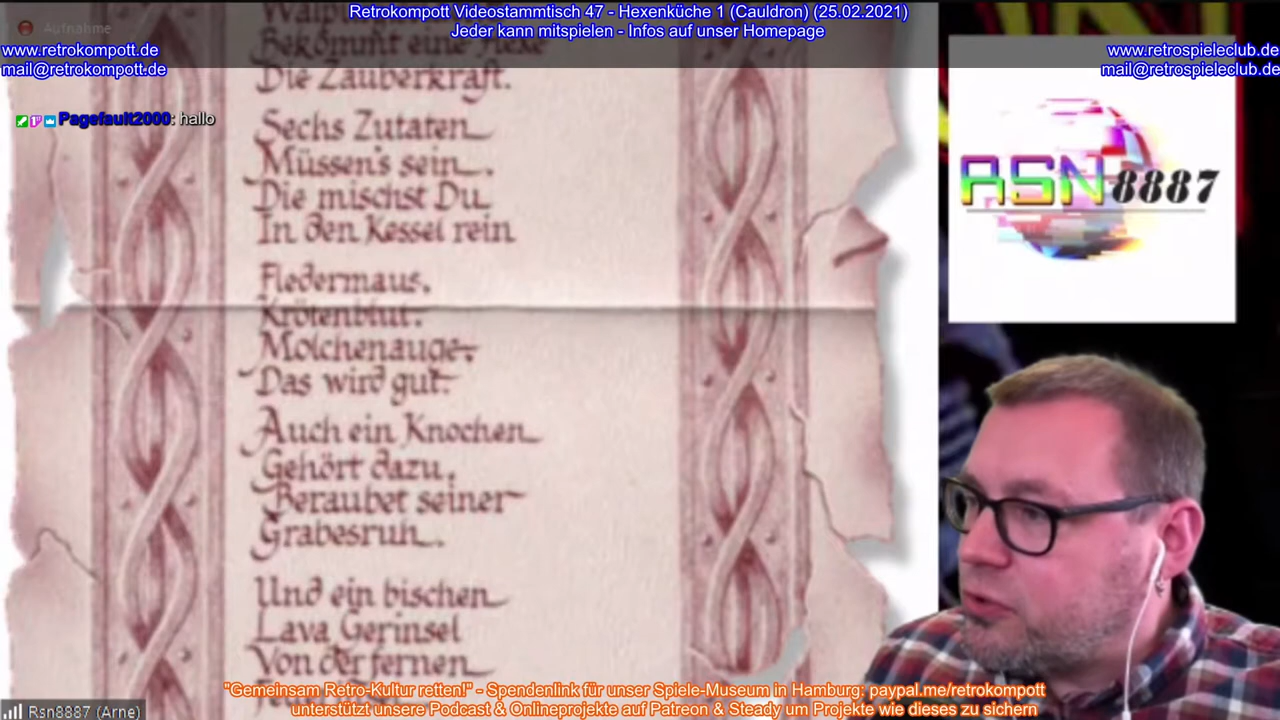 Retrokompott Videostammtisch 47 - Hexenküche 1 (Cauldron) (25.02.2021)
Jeder kann mitspielen - Infos auf unser Homepage
Aufnahme
www.retrokompott.de
mail@retrokompott.de
www.retrospieleclub.de
mail@retrospieleclub.de
Pagefault2000: hallo
Bekommt eine Hexe
Die Zauberkraft.
Sechs Zutaten
Müssen's sein.
Die mischst Du
In den Kessel rein
Fledermaus,
Krötenblut,
Molchenauge,
Das wird gut.
Auch ein Knochen
Gehört dazu,
Beraubet seiner
Grabesruh.
Und ein bischen
Lava Gerinsel
Von der fernen
RSN8887
Rsn8887 (Arne)
"Gemeinsam Retro-Kultur retten!" - Spendenlink für unser Spiele-Museum in Hamburg: paypal.me/retrokompott
unterstützt unsere Podcast & Onlineprojekte auf Patreon & Steady um Projekte wie dieses zu sichern